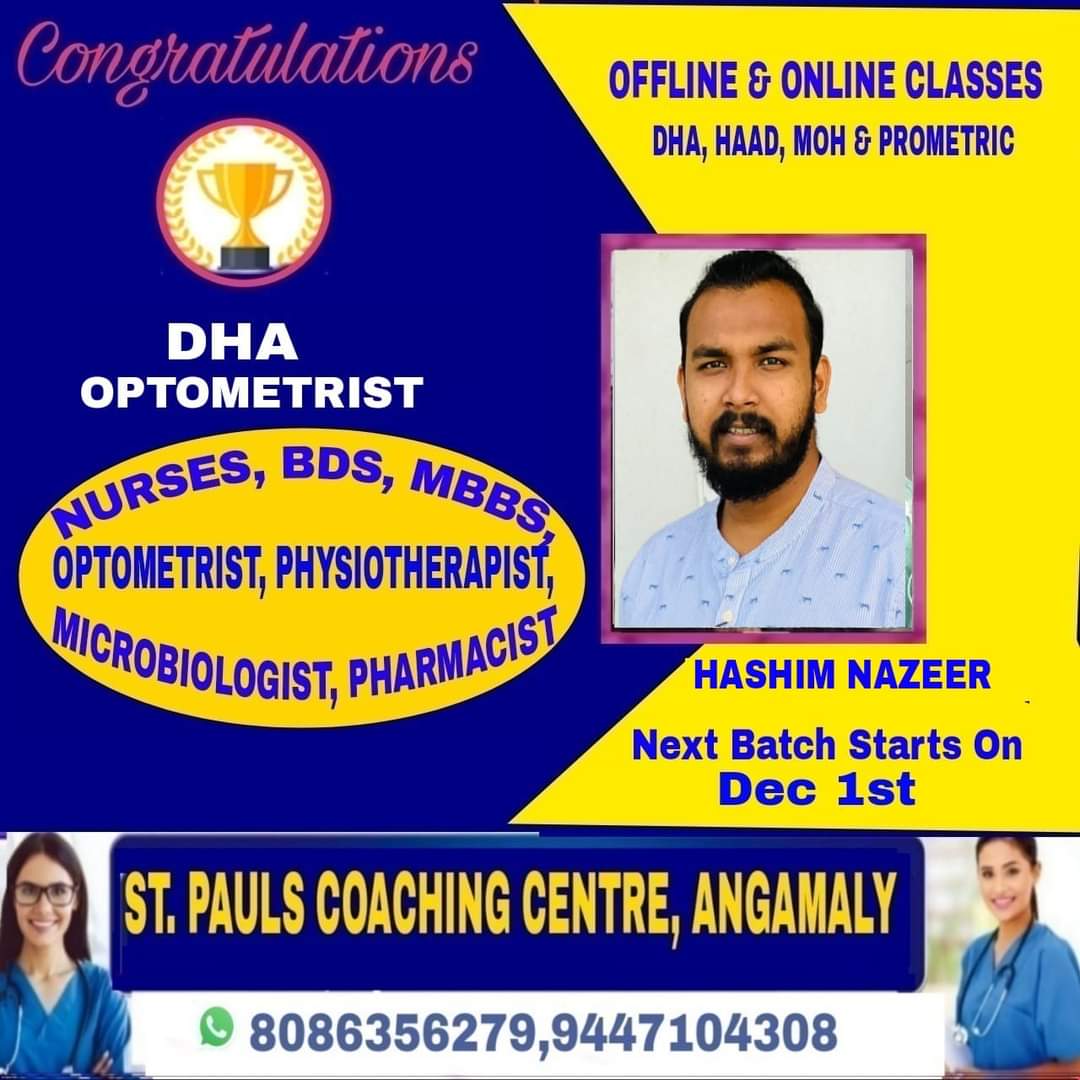 Congratulations
OFFLINE & ONLINE CLASSES
DHA, HAAD, MOH & PROMETRIC
DHA
OPTOMETRIST
NURSES, BDS, MBBS,
OPTOMETRIST, PHYSIOTHERAPIST,
MICROBIOLOGIST, PHARMACIST
HASHIM NAZEER
Next Batch Starts On
Dec 1st
ST. PAULS COACHING CENTRE, ANGAMALY
8086356279,9447104308